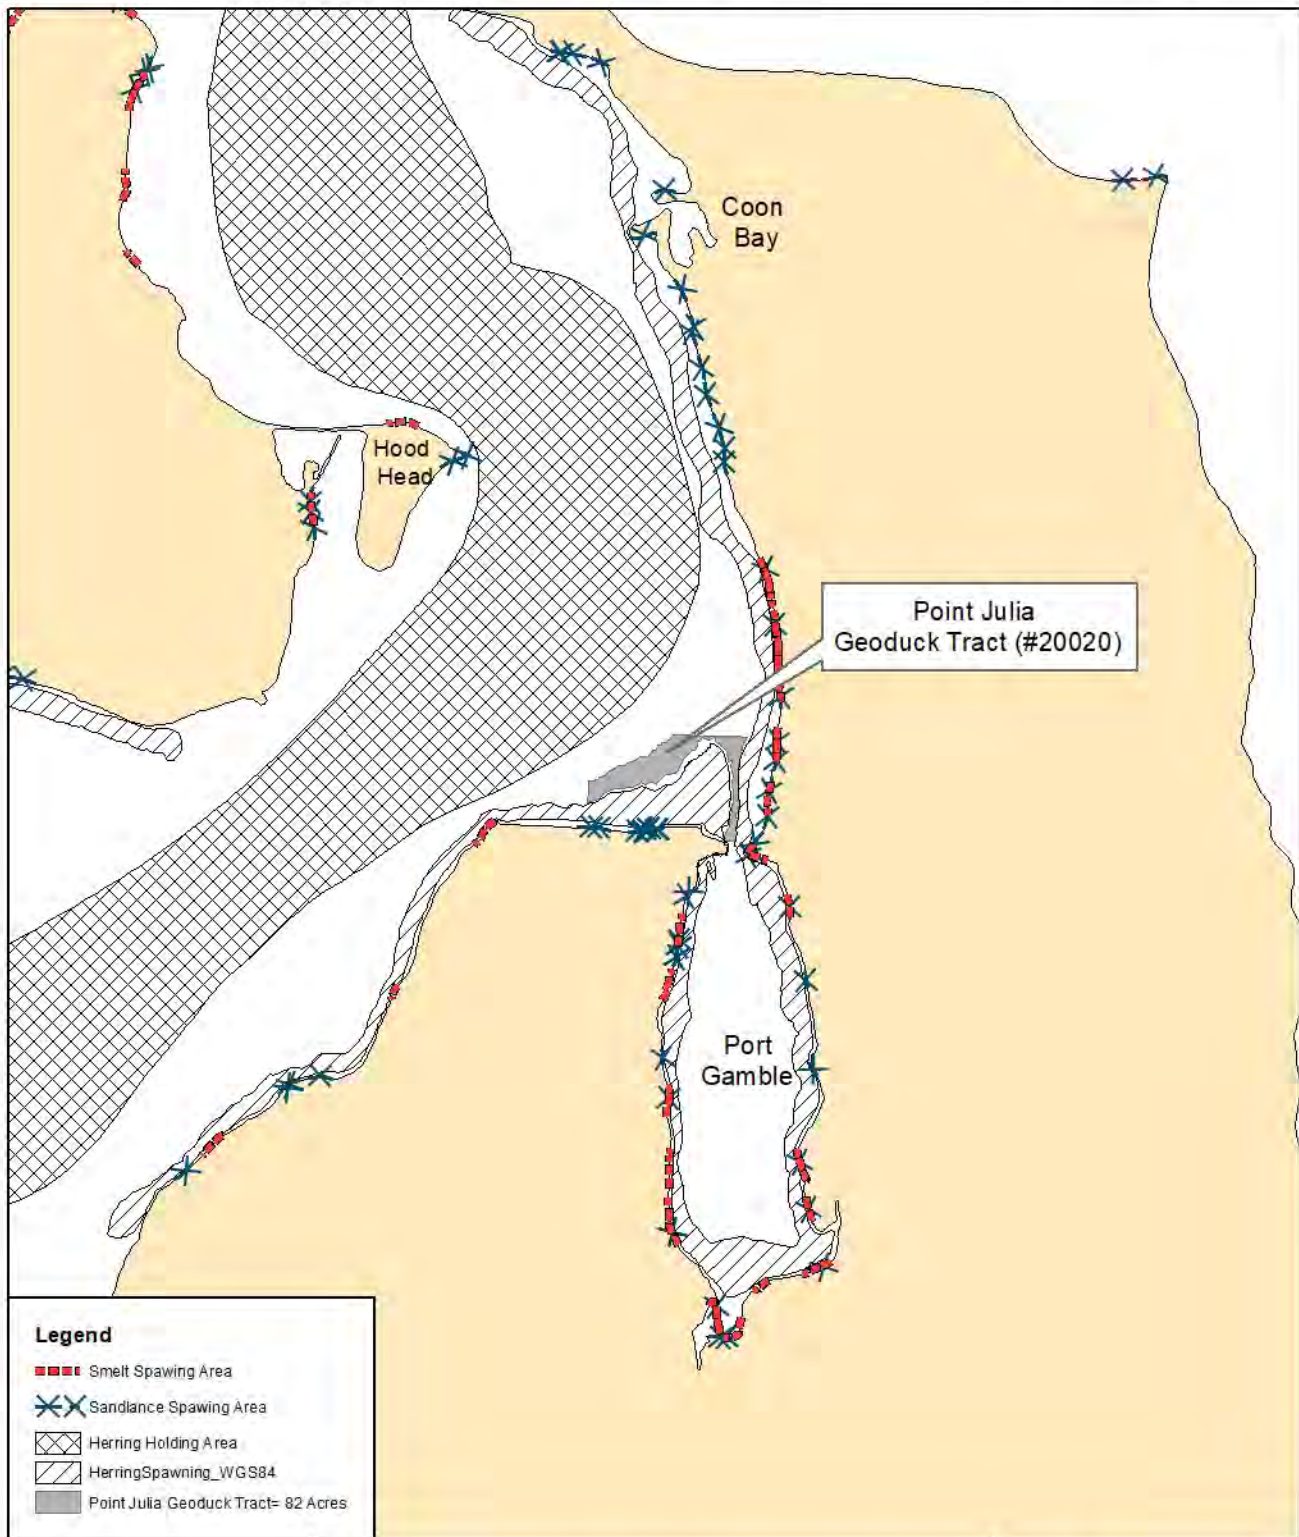 Coon
Bay
Hood
Head
Point Julia
Geoduck Tract (#20020)
Port
Gamble
Legend
Smelt Spawing Area
Sandlance Spawing Area
Herring Holding Area
HerringSpawning_WGS84
Point Julia Geoduck Tract= 82 Acres